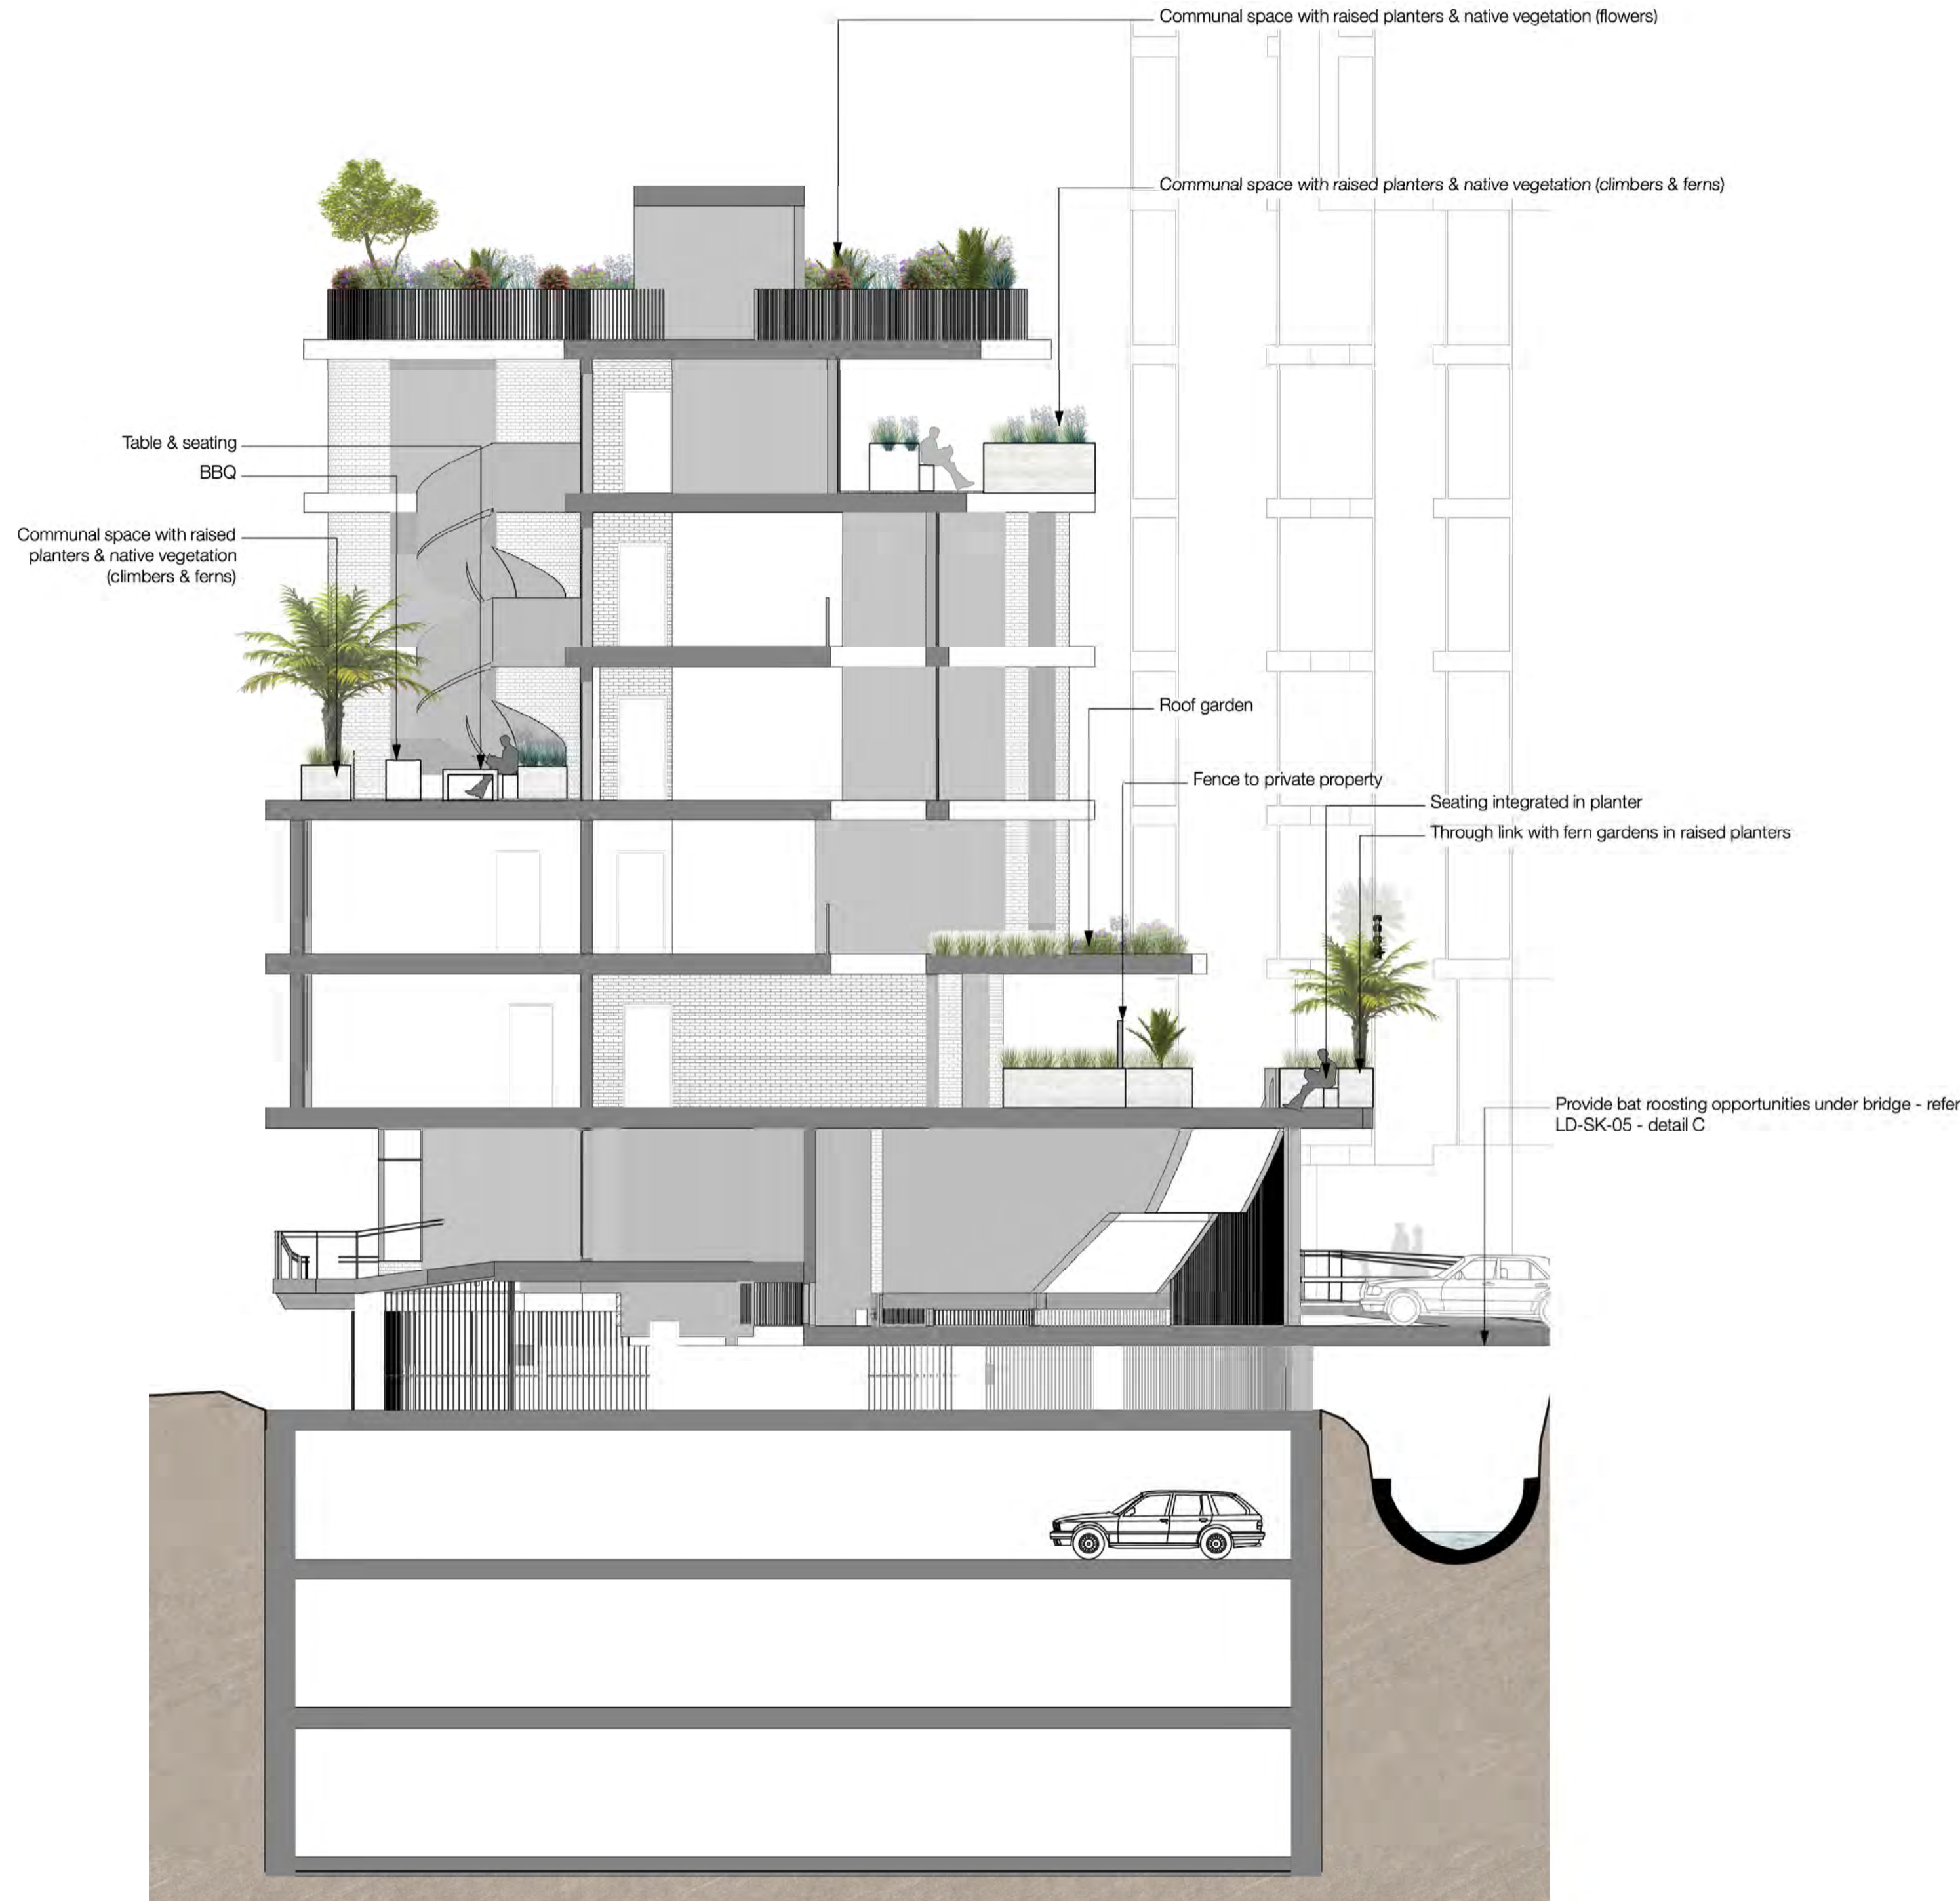 Communal space with raised planters & native vegetation (flowers)
Communal space with raised planters & native vegetation (climbers & ferns)
Table & seating
BBQ
Communal space with raised
planters & native vegetation
(climbers & ferns)
Roof garden
Fence to private property
Seating integrated in planter
Through link with fern gardens in raised planters
Provide bat roosting opportunities under bridge - refer
LD-SK-05 - detail C